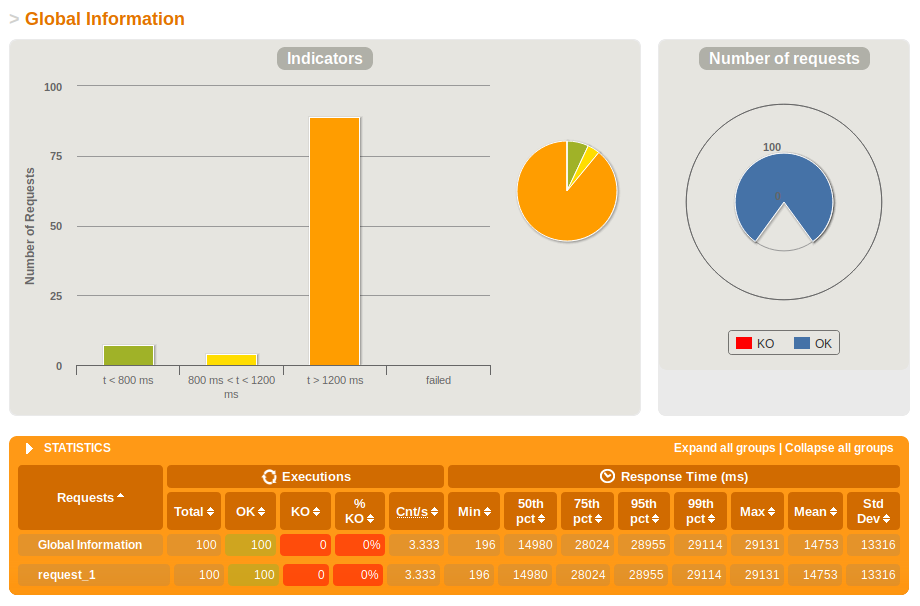 > Global Information
Indicators
100
75
50
25
0
Number of Requests
t < 800 ms
800 ms < t < 1200
ms
t > 1200 ms
failed
Number of requests
100
0
KO OK
STATISTICS
Expand all groups | Collapse all groups
Requests
Executions
Response Time (ms)
Total OK KO % KO Cnt/s Min 50th pct 75th pct 95th pct 99th pct Max Mean Std Dev
Global Information 100 100 0 0% 3.333 196 14980 28024 28955 29114 29131 14753 13316
request_1 100 100 0 0% 3.333 196 14980 28024 28955 29114 29131 14753 13316